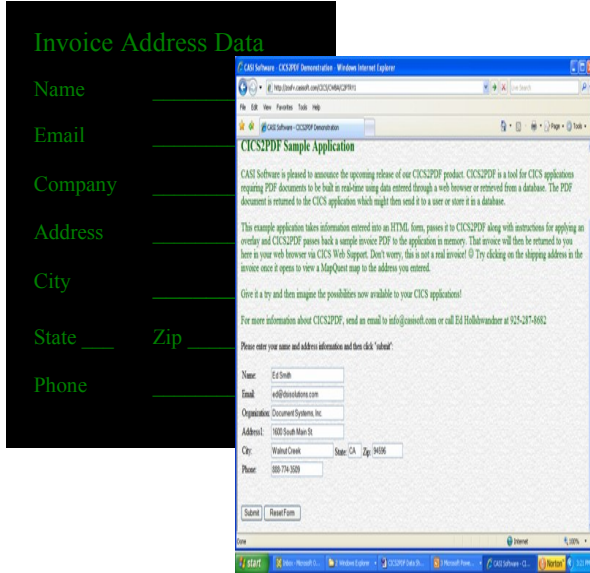 Invoice Address Data
Name
Email
Company
Address
City
State ___ Zip
Phone
CASI Software - CICS2PDF Demonstration - Windows Internet Explorer
File Edit View Favorites Tools Help
CASI Software - CICS2PDF Demonstration
Page Tools
CICS2PDF Sample Application
CASI Software is pleased to announce the upcoming release of our CICS2PDF product. CICS2PDF is a tool for CICS applications
requiring PDF documents to be built in real-time using data entered through a web browser or retrieved from a database. The PDF
document is returned to the CICS application which might then send it to a user or store it in a database.
This example application takes information entered into an HTML form, passes it to CICS2PDF along with instructions for applying an
overlay and CICS2PDF passes back a sample invoice PDF to the application in memory. That invoice will then be returned to you
here in your web browser via CICS Web Support. Don't worry, this is not a real invoice! ☺ Try clicking on the shipping address in the
invoice once it opens to view a MapQuest map to the address you entered.
Give it a try and then imagine the possibilities now available to your CICS applications!
For more information about CICS2PDF, send an email to info@casisoft.com or call Ed Hollshwandner at 925-287-8682
Please enter your name and address information and then click "submit":
Name: Ed Smith
Email: ed@docsolutions.com
Organization: Document Systems, Inc.
Address1: 1600 South Main St.
City: Walnut Creek State: CA Zip: 94596
Phone: 888-774-3509
Submit Reset Form
Done Internet 100%
start